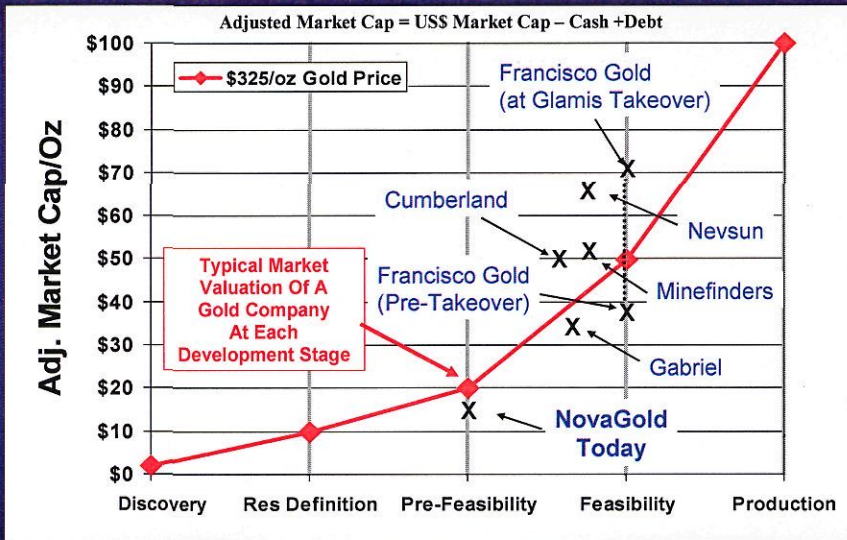 Adjusted Market Cap = US$ Market Cap – Cash +Debt
Adj. Market Cap/Oz
$100
$90
$80
$70
$60
$50
$40
$30
$20
$10
$0
$325/oz Gold Price
Francisco Gold
(at Glamis Takeover)
Cumberland
Nevsun
Typical Market
Valuation Of A
Gold Company
At Each
Development Stage
Francisco Gold
(Pre-Takeover)
Minefinders
Gabriel
NovaGold
Today
X
X
X
X
X
X
X
Discovery
Res Definition
Pre-Feasibility
Feasibility
Production